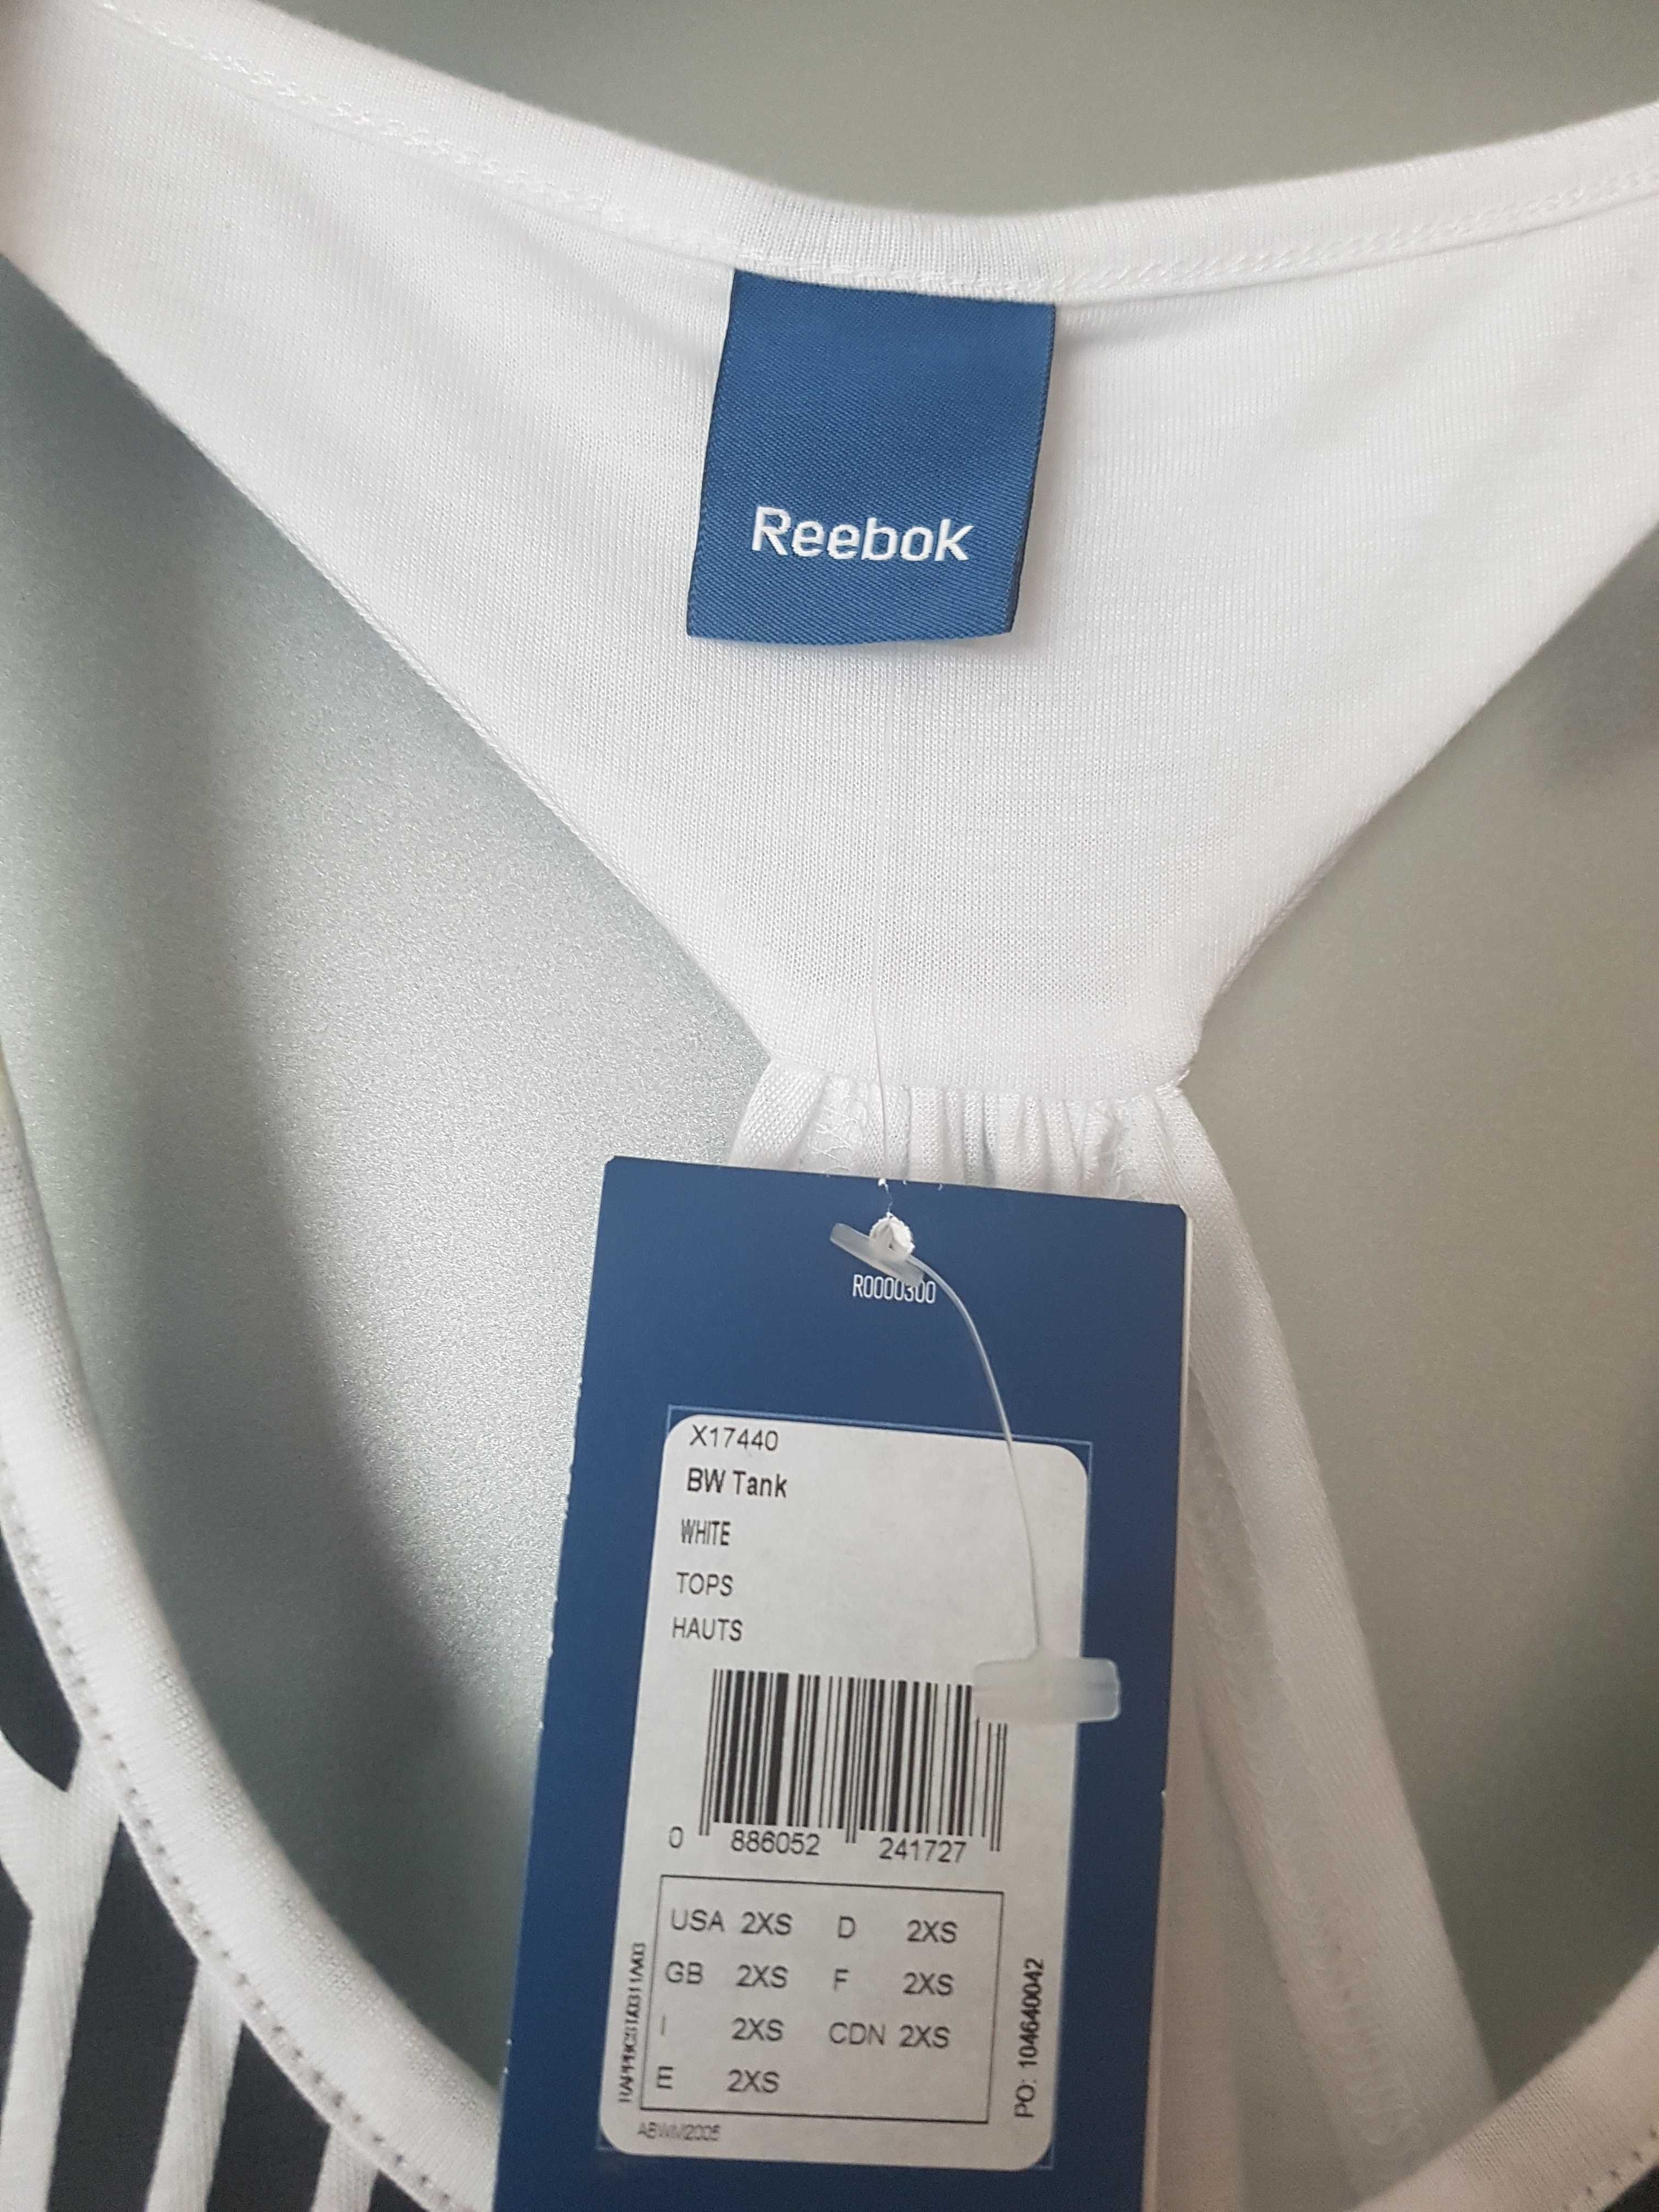 Reebok
R0000300
X17440
BW Tank
WHITE
TOPS
HAUTS
0 886052 241727
USA 2XS D 2XS
GB 2XS F 2XS
I 2XS CDN 2XS
E 2XS
PO: 104640042
ABWM2005